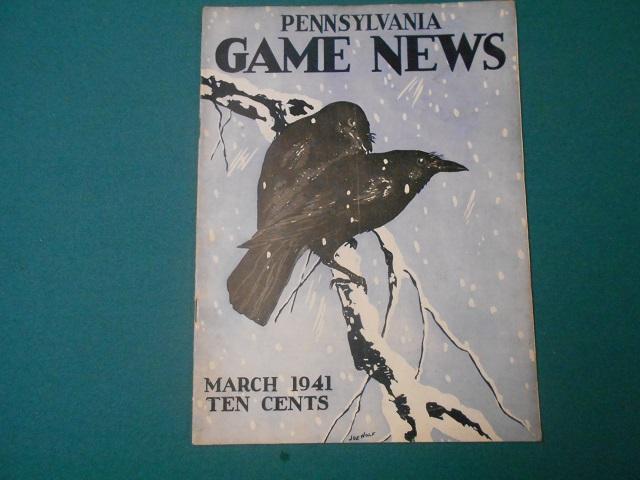 PENNSYLVANIA
GAME NEWS
MARCH 1941
TEN CENTS